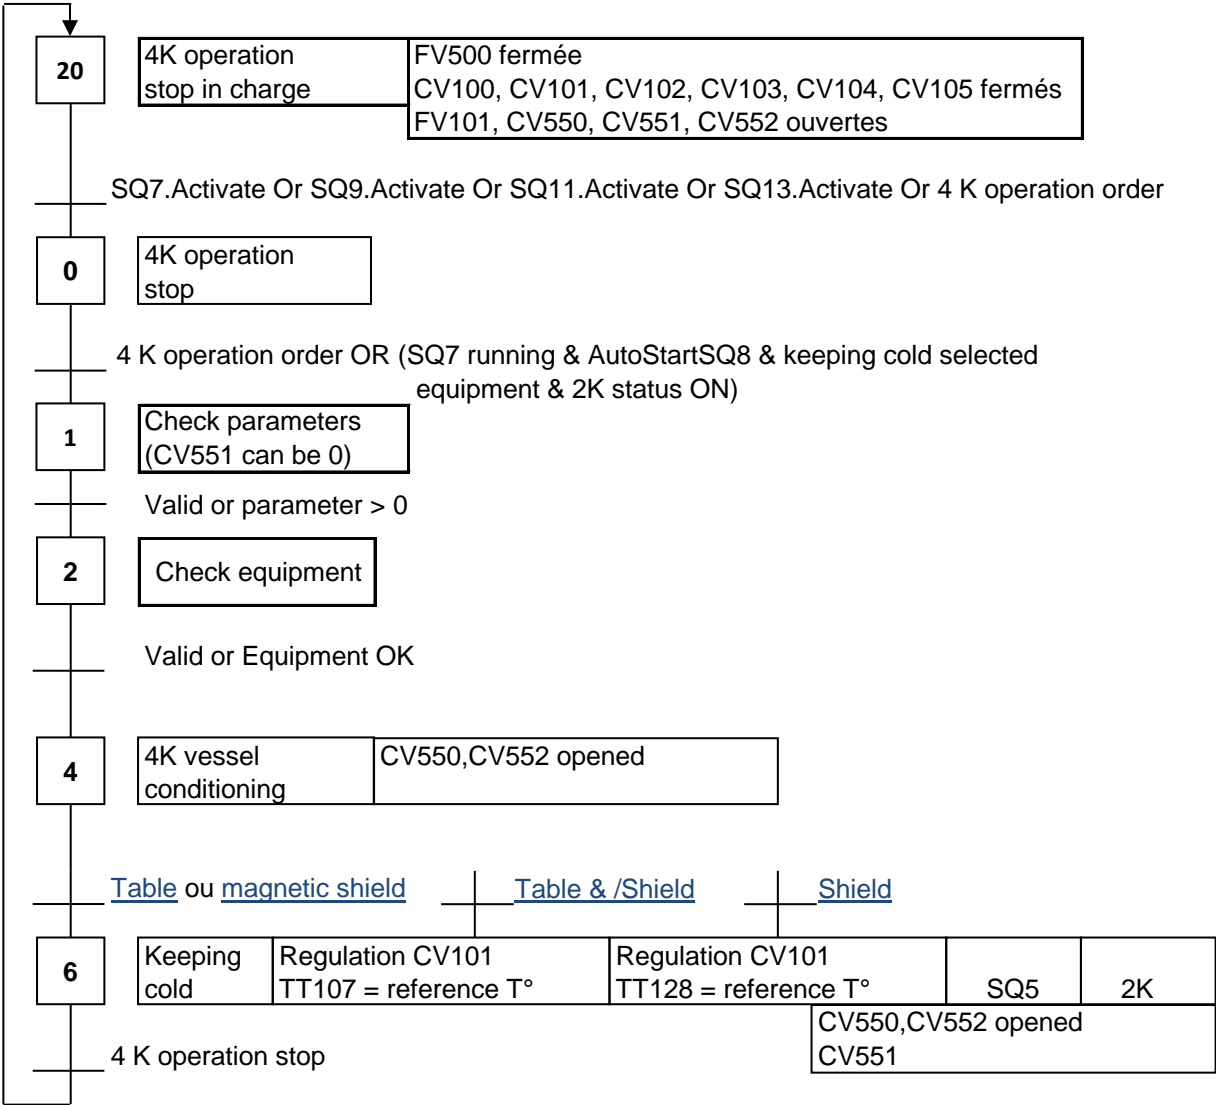 20
4K operation
stop in charge
FV500 fermée
CV100, CV101, CV102, CV103, CV104, CV105 fermés
FV101, CV550, CV551, CV552 ouvertes
SQ7.Activate Or SQ9.Activate Or SQ11.Activate Or SQ13.Activate Or 4 K operation order
0
4K operation
stop
4 K operation order OR (SQ7 running & AutoStartSQ8 & keeping cold selected
equipment & 2K status ON)
1
Check parameters
(CV551 can be 0)
Valid or parameter > 0
2
Check equipment
Valid or Equipment OK
4
4K vessel
conditioning
CV550,CV552 opened
Table ou magnetic shield
Table & /Shield
Shield
6
Keeping
cold
Regulation CV101
TT107 = reference T°
Regulation CV101
TT128 = reference T°
SQ5
2K
CV550,CV552 opened
CV551
4 K operation stop